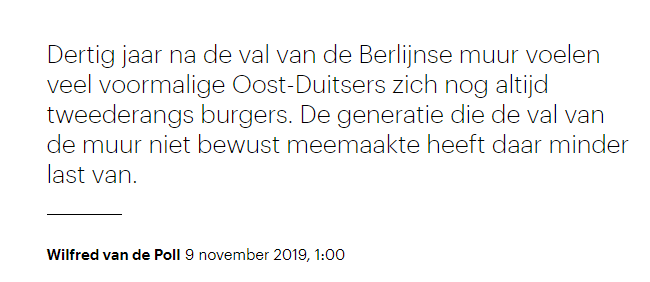 Dertig jaar na de val van de Berlijnse muur voelen
veel voormalige Oost-Duitsers zich nog altijd
tweederangs burgers. De generatie die de val van
de muur niet bewust meemaakte heeft daar minder
last van.
Wilfred van de Poll 9 november 2019, 1:00